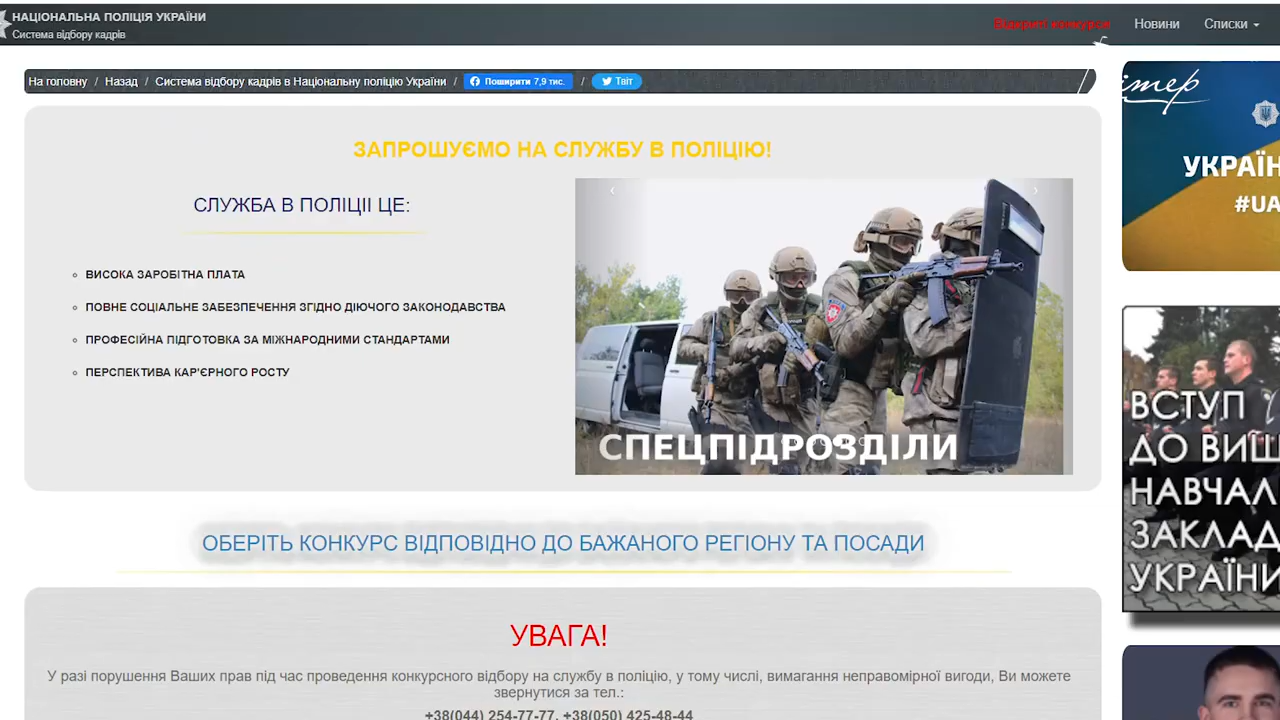 НАЦІОНАЛЬНА ПОЛІЦІЯ УКРАЇНИ
Система відбору кадрів
Відкриті конкурси
Новини
Списки
На головну / Назад / Система відбору кадрів в Національну поліцію України / Поширити 7,9 тис. / Твіт
ЗАПРОШУЄМО НА СЛУЖБУ В ПОЛІЦІЮ!
СЛУЖБА В ПОЛІЦІІ ЦЕ:
ВИСОКА ЗАРОБІТНА ПЛАТА
ПОВНЕ СОЦІАЛЬНЕ ЗАБЕЗПЕЧЕННЯ ЗГІДНО ДІЮЧОГО ЗАКОНОДАВСТВА
ПРОФЕСІЙНА ПІДГОТОВКА ЗА МІЖНАРОДНИМИ СТАНДАРТАМИ
ПЕРСПЕКТИВА КАР'ЄРНОГО РОСТУ
СПЕЦПІДРОЗДІЛИ
УКРАЇН
#UA
ВСТУП
ДО ВИЩ
НАВЧАЛ
ЗАКЛАД
УКРАЇНИ
ОБЕРІТЬ КОНКУРС ВІДПОВІДНО ДО БАЖАНОГО РЕГІОНУ ТА ПОСАДИ
УВАГА!
У разі порушення Ваших прав під час проведення конкурсного відбору на службу в поліцію, у тому числі, вимагання неправомірної вигоди, Ви можете
звернутися за тел.:
+38(044) 254-77-77, +38(050) 425-48-44